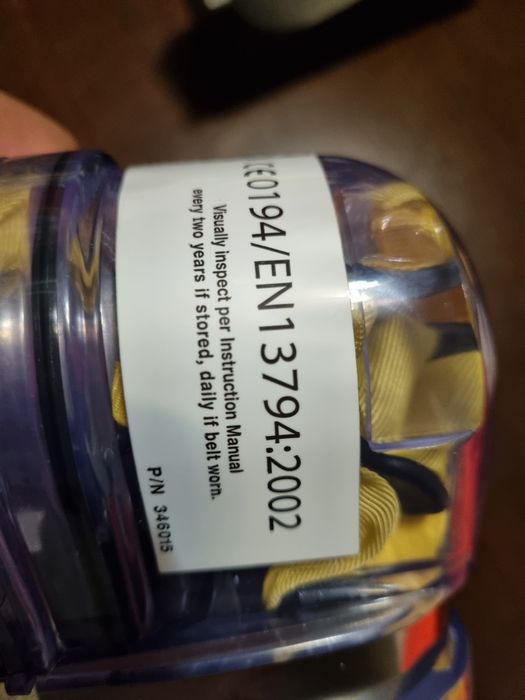 CE0194/EN13794:2002
Visually inspect per Instruction Manual
every two years if stored, daily if belt worn.
P/N 346015